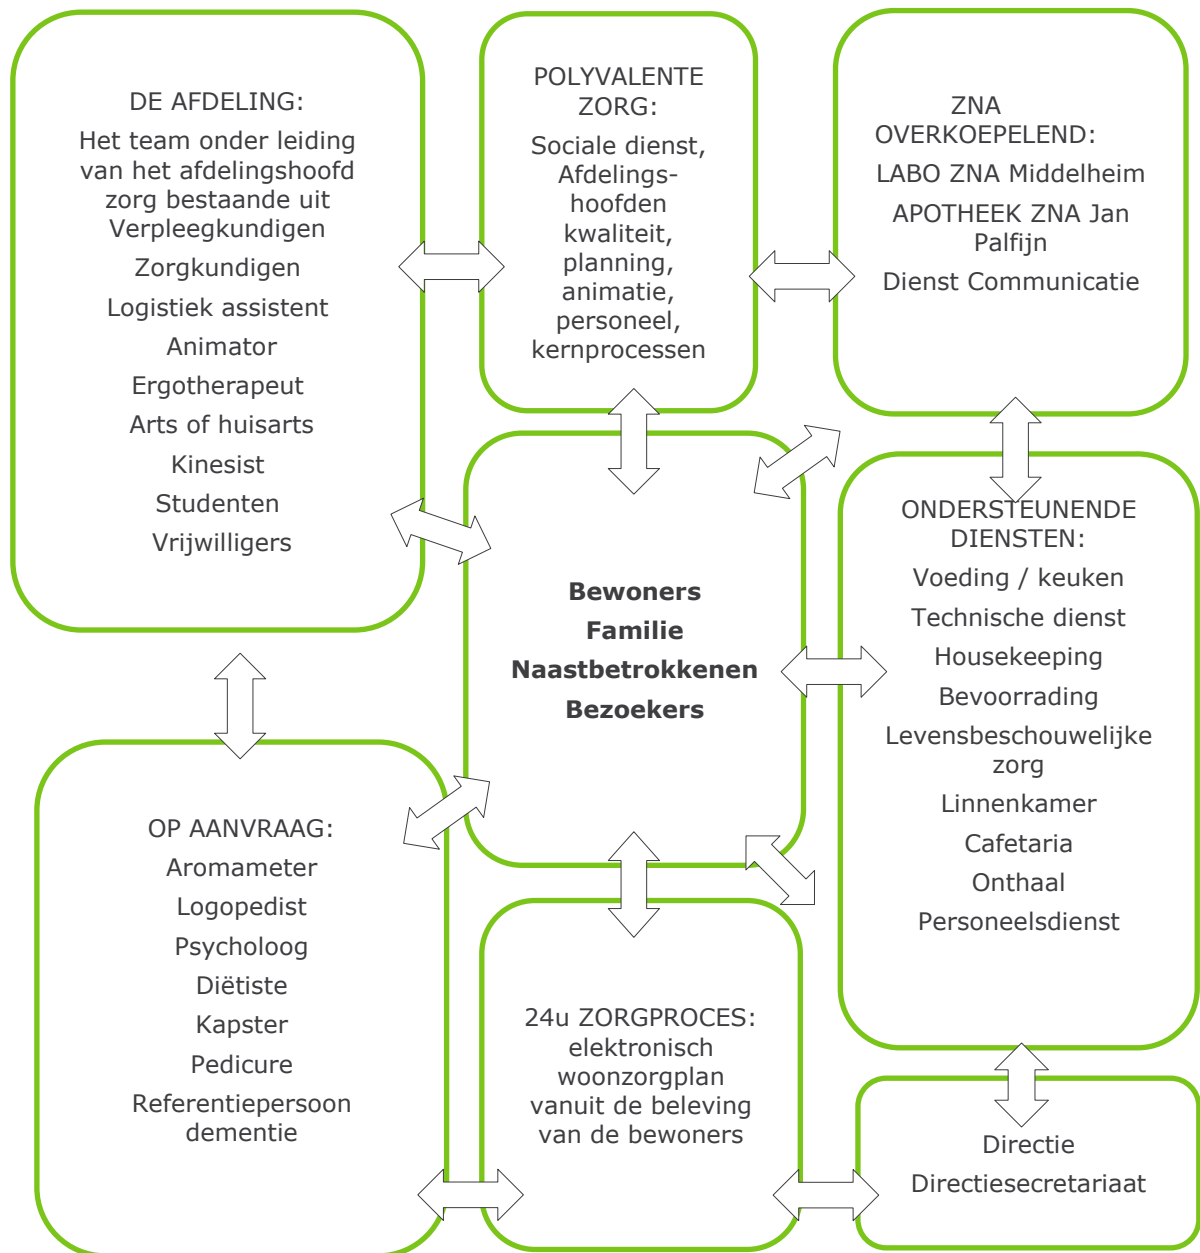 DE AFDELING:
Het team onder leiding
van het afdelingshoofd
zorg bestaande uit
Verpleegkundigen
Zorgkundigen
Logistiek assistent
Animator
Ergotherapeut
Arts of huisarts
Kinesist
Studenten
Vrijwilligers
POLYVALENTE
ZORG:
Sociale dienst,
Afdelings-
hoofden
kwaliteit,
planning,
animatie,
personeel,
kernprocessen
ZNA
OVERKOEPELEND:
LABO ZNA Middelheim
APOTHEEK ZNA Jan
Palfijn
Dienst Communicatie
Bewoners
Familie
Naastbetrokkenen
Bezoekers
ONDERSTEUNENDE
DIENSTEN:
Voeding / keuken
Technische dienst
Housekeeping
Bevoorrading
Levensbeschouwelijke
zorg
Linnenkamer
Cafetaria
Onthaal
Personeelsdienst
OP AANVRAAG:
Aromameter
Logopedist
Psycholoog
Diëtiste
Kapster
Pedicure
Referentiepersoon
dementie
24u ZORGPROCES:
elektronisch
woonzorgplan
vanuit de beleving
van de bewoners
Directie
Directiesecretariaat